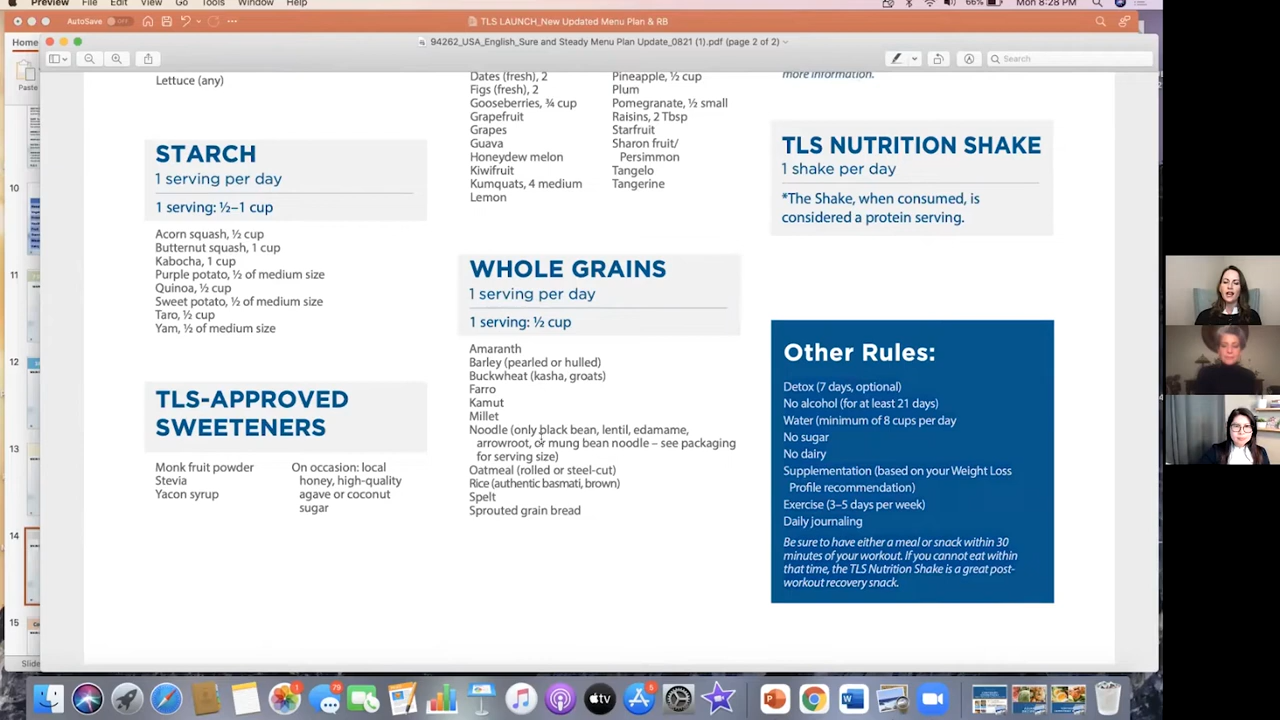 Preview
File
Edit
View
Go
Tools
Window
Help
66%
Mon 8:28 PM
AutoSave
OFF
TLS LAUNCH_New Updated Menu Plan & RB
Home
94262_USA_English_Sure and Steady Menu Plan Update_0821 (1).pdf (page 2 of 2)
Paste
Search
10
11
12
13
14
15
Slide
Lettuce (any)
STARCH
1 serving per day
1 serving: ½–1 cup
Acorn squash, ½ cup
Butternut squash, 1 cup
Kabocha, 1 cup
Purple potato, ½ of medium size
Quinoa, ½ cup
Sweet potato, ½ of medium size
Taro, ½ cup
Yam, ½ of medium size
TLS-APPROVED
SWEETENERS
Monk fruit powder
Stevia
Yacon syrup
On occasion: local
honey, high-quality
agave or coconut
sugar
Dates (fresh), 2
Figs (fresh), 2
Gooseberries, ¾ cup
Grapefruit
Grapes
Guava
Honeydew melon
Kiwifruit
Kumquats, 4 medium
Lemon
Pineapple, ½ cup
Plum
Pomegranate, ½ small
Raisins, 2 Tbsp
Starfruit
Sharon fruit/
Persimmon
Tangelo
Tangerine
WHOLE GRAINS
1 serving per day
1 serving: ½ cup
Amaranth
Barley (pearled or hulled)
Buckwheat (kasha, groats)
Farro
Kamut
Millet
Noodle (only black bean, lentil, edamame,
arrowroot, or mung bean noodle – see packaging
for serving size)
Oatmeal (rolled or steel-cut)
Rice (authentic basmati, brown)
Spelt
Sprouted grain bread
more information.
TLS NUTRITION SHAKE
1 shake per day
*The Shake, when consumed, is
considered a protein serving.
Other Rules:
Detox (7 days, optional)
No alcohol (for at least 21 days)
Water (minimum of 8 cups per day
No sugar
No dairy
Supplementation (based on your Weight Loss
Profile recommendation)
Exercise (3–5 days per week)
Daily journaling
Be sure to have either a meal or snack within 30
minutes of your workout. If you cannot eat within
that time, the TLS Nutrition Shake is a great post-
workout recovery snack.
1
79
tv
5